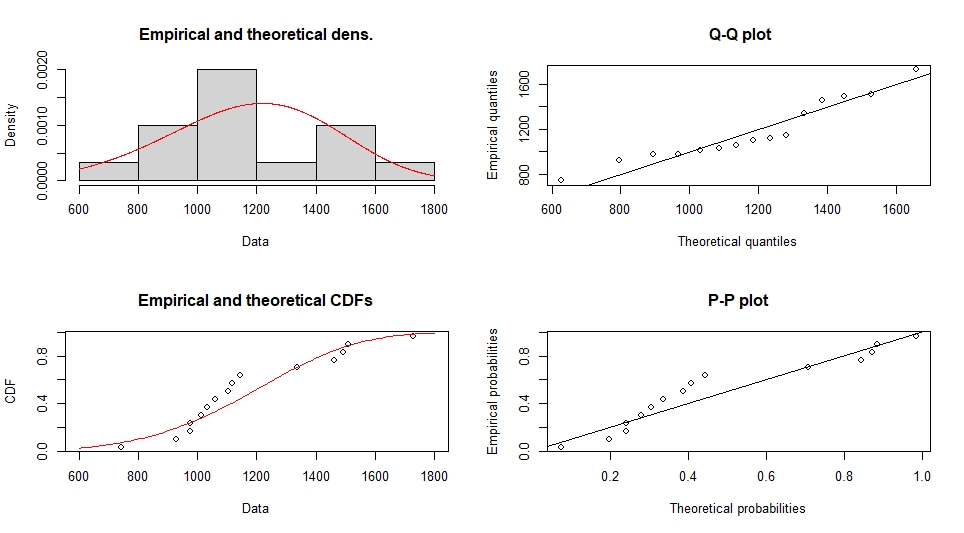 Empirical and theoretical dens.
Density
0.0000 0.0010 0.0020
600 800 1000 1200 1400 1600 1800
Data
Q-Q plot
Empirical quantiles
800 1200 1600
600 800 1000 1200 1400 1600
Theoretical quantiles
Empirical and theoretical CDFs
CDF
0.0 0.4 0.8
600 800 1000 1200 1400 1600 1800
Data
P-P plot
Empirical probabilities
0.0 0.4 0.8
0.2 0.4 0.6 0.8 1.0
Theoretical probabilities